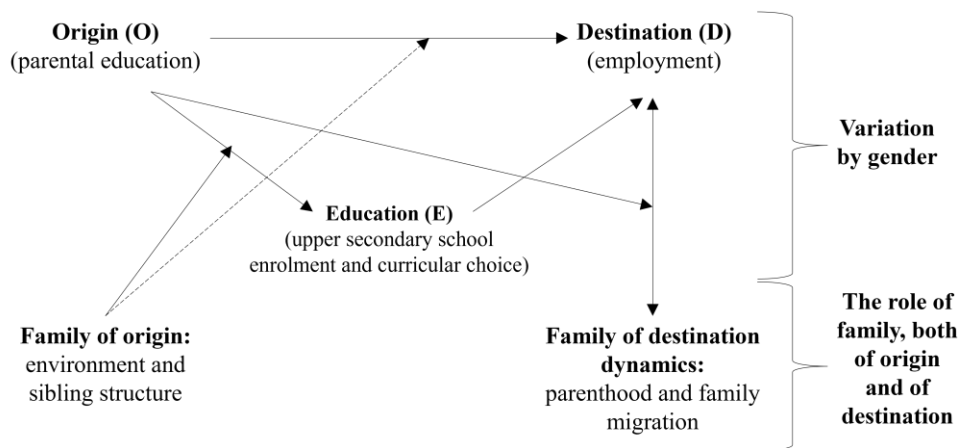 Origin (O)
(parental education)
Destination (D)
(employment)
Variation
by gender
Education (E)
(upper secondary school
enrolment and curricular choice)
Family of origin:
environment and
sibling structure
Family of destination
dynamics:
parenthood and family
migration
The role of
family, both
of origin
and of
destination